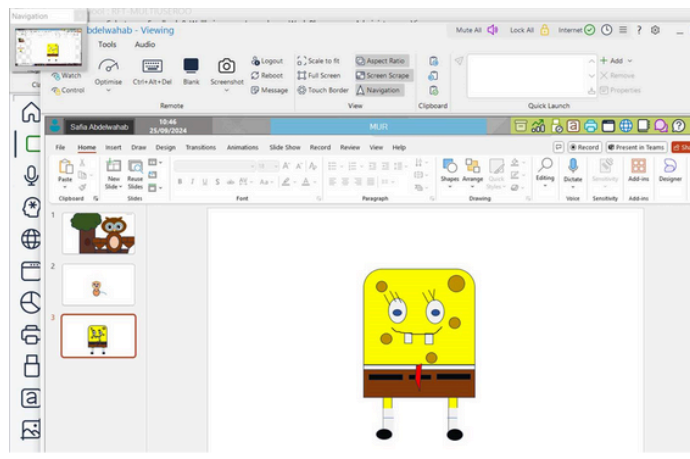 Navigation
bdelwahab - Viewing
Mute All
Lock All
Internet
Tools Audio
Watch
Control
Optimise
Ctrl+Alt+Del
Blank
Screenshot
Logout
Reboot
Message
Scale to fit
Full Screen
Touch Border
Aspect Ratio
Screen Scrape
Navigation
Add
Remove
Properties
Remote View Clipboard Quick Launch
Safia Abdelwahab
10:46
25/09/2024
MUR
File Home Insert Draw Design Transitions Animations Slide Show Record Review View Help
Record
Present in Teams
Paste
New
Slide
Reuse
Slides
Shapes Arrange Quick
Styles
Editing
Dictate
Sensitivity
Add-ins
Designer
Clipboard Slides Font Paragraph Drawing Voice Sensitivity Add-ins
1
2
3